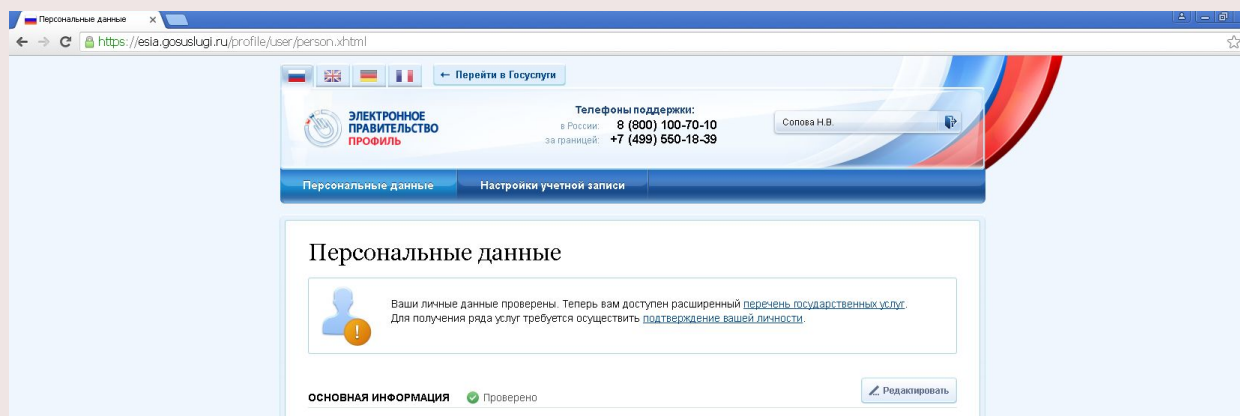 Персональные данные
https://esia.gosuslugi.ru/profile/user/person.xhtml
← Перейти в Госуслуги
ЭЛЕКТРОННОЕ
ПРАВИТЕЛЬСТВО
ПРОФИЛЬ
Телефоны поддержки:
в России: 8 (800) 100-70-10
за границей: +7 (499) 550-18-39
Сопова Н.В.
Персональные данные
Настройки учетной записи
Персональные данные
Ваши личные данные проверены. Теперь вам доступен расширенный перечень государственных услуг.
Для получения ряда услуг требуется осуществить подтверждение вашей личности.
ОСНОВНАЯ ИНФОРМАЦИЯ Проверено
Редактировать